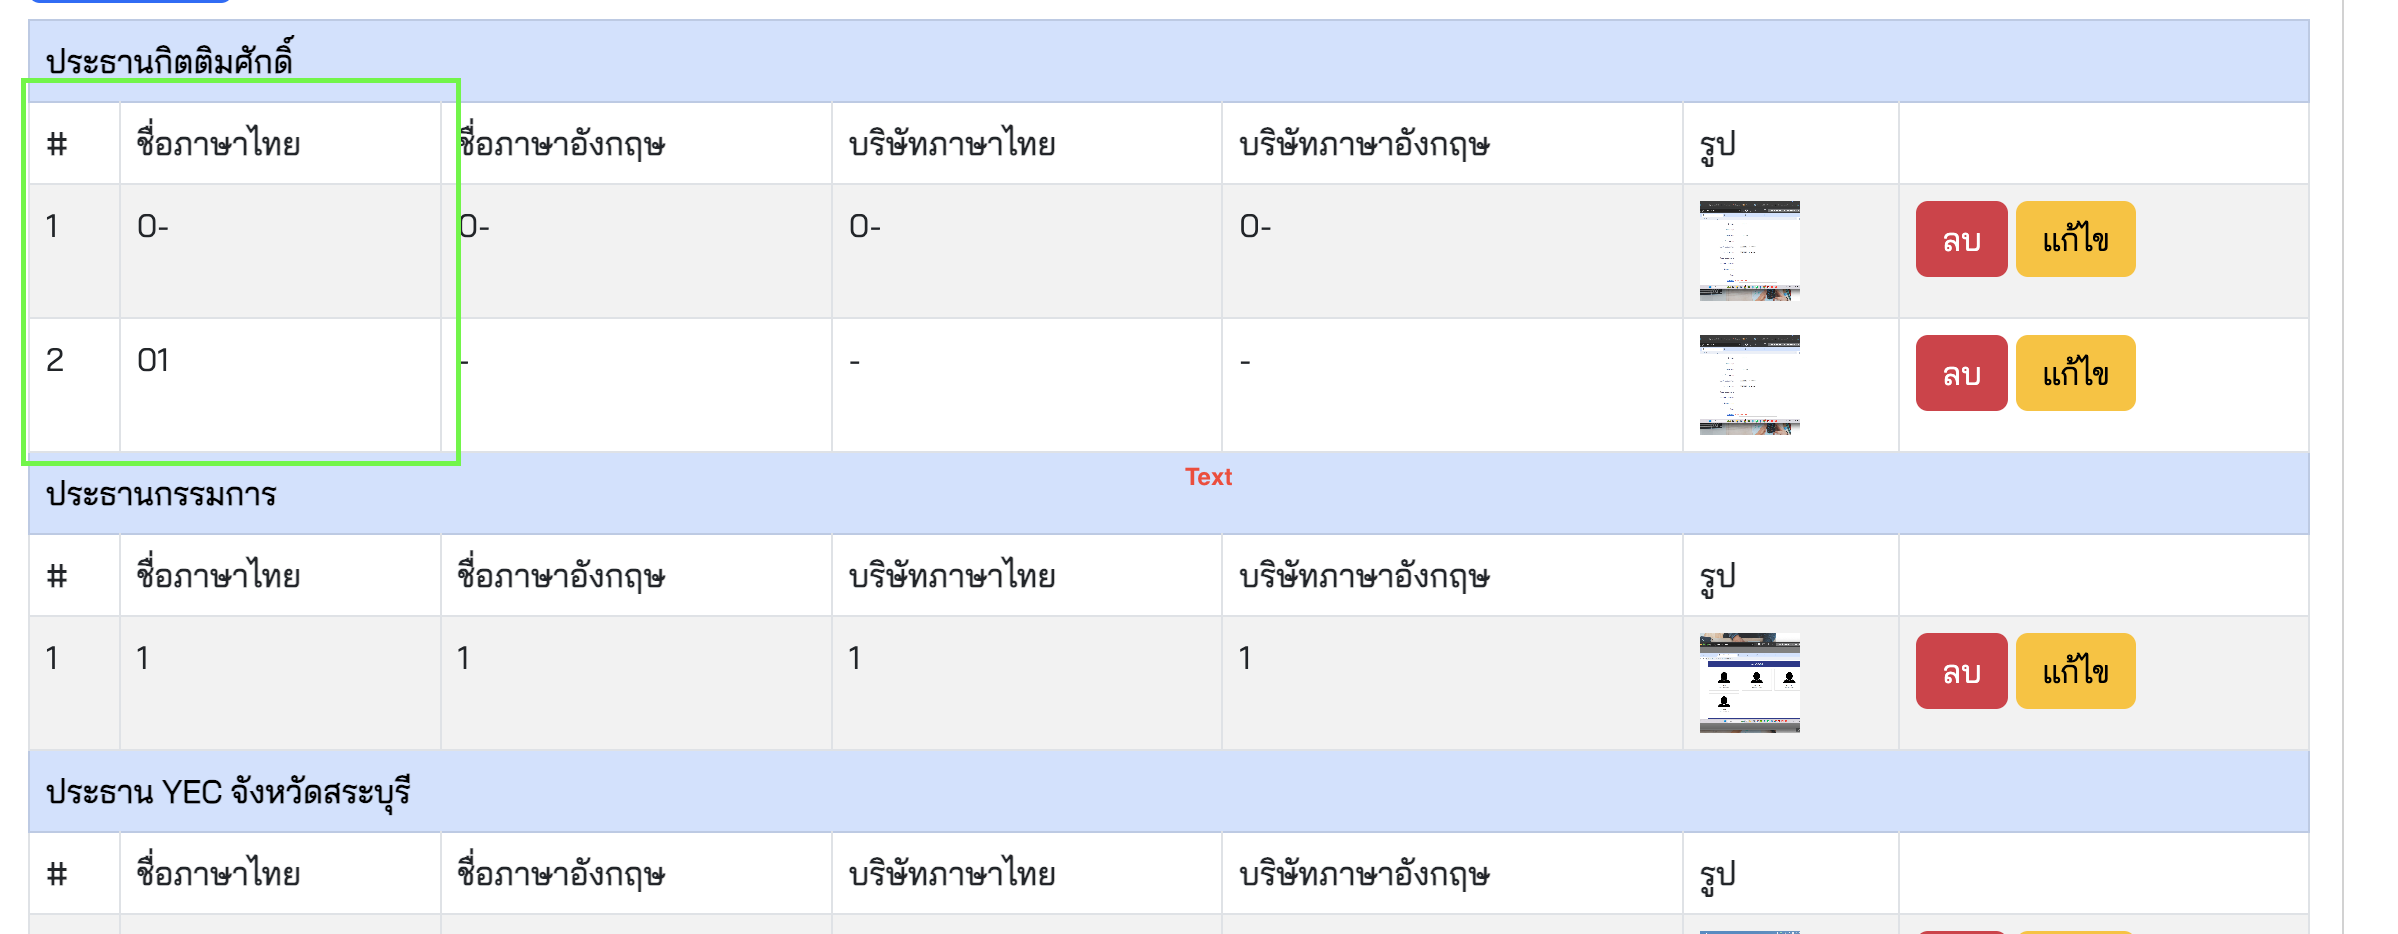 ประธานกิตติมศักดิ์
# ชื่อภาษาไทย ชื่อภาษาอังกฤษ บริษัทภาษาไทย บริษัทภาษาอังกฤษ รูป
1 0- 0- 0- 0- ลบ แก้ไข
2 01 - - - ลบ แก้ไข
Text
ประธานกรรมการ
# ชื่อภาษาไทย ชื่อภาษาอังกฤษ บริษัทภาษาไทย บริษัทภาษาอังกฤษ รูป
1 1 1 1 1 ลบ แก้ไข
ประธาน YEC จังหวัดสระบุรี
# ชื่อภาษาไทย ชื่อภาษาอังกฤษ บริษัทภาษาไทย บริษัทภาษาอังกฤษ รูป